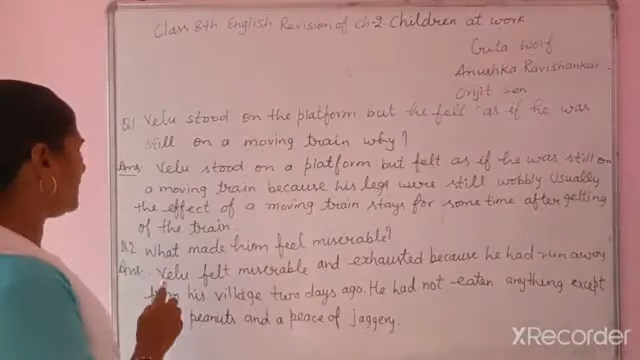 Class 8th English Revision of ch-2 Children at work
Gita Wolf
Anushka Ravishankar
Orijit Sen
Q1 Velu stood on the platform but he felt "as if he was
still on a moving train why?
Ans: Velu stood on a platform but felt as if he was still on
a moving train because his legs were still wobbly Usually
the effect of a moving train stays for some time after getting
of the train.
Q.2 What made him feel miserable?
Ans:- Velu felt miserable and exhausted because he had run away
from his village two days ago. He had not eaten anything except
peanuts and a peace of jaggery.
XRecorder